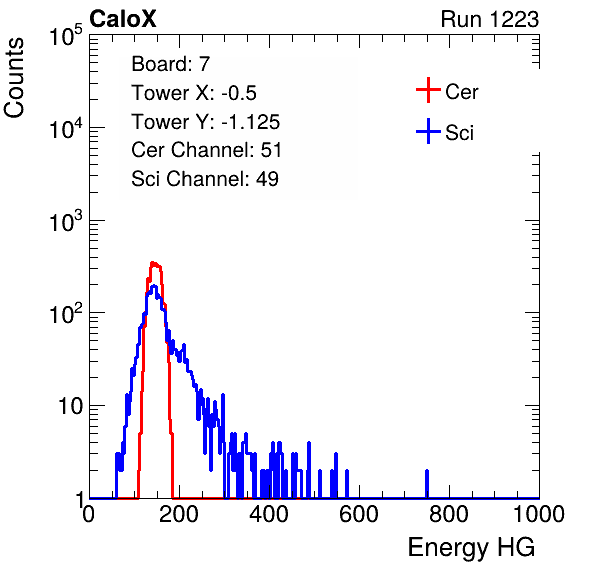 CaloX Run 1223
Counts
10^5
10^4
10^3
10^2
10
1
Board: 7
Tower X: -0.5
Tower Y: -1.125
Cer Channel: 51
Sci Channel: 49
Cer
Sci
0 200 400 600 800 1000
Energy HG